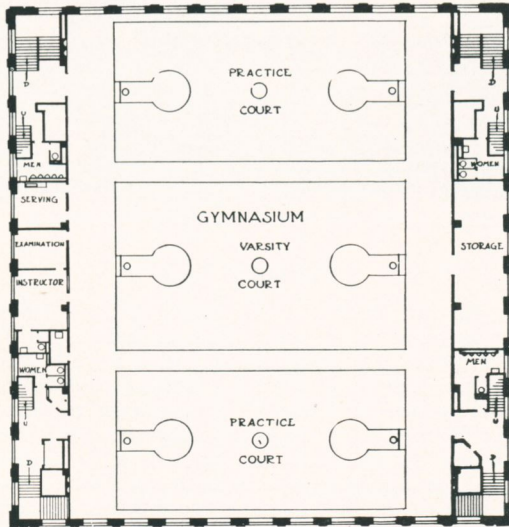 D
U
MEN
SERVING
EXAMINATION
INSTRUCTOR
WOMEN
U
D
PRACTICE
COURT
GYMNASIUM
VARSITY
COURT
PRACTICE
COURT
D
U
WOMEN
STORAGE
MEN
U
D